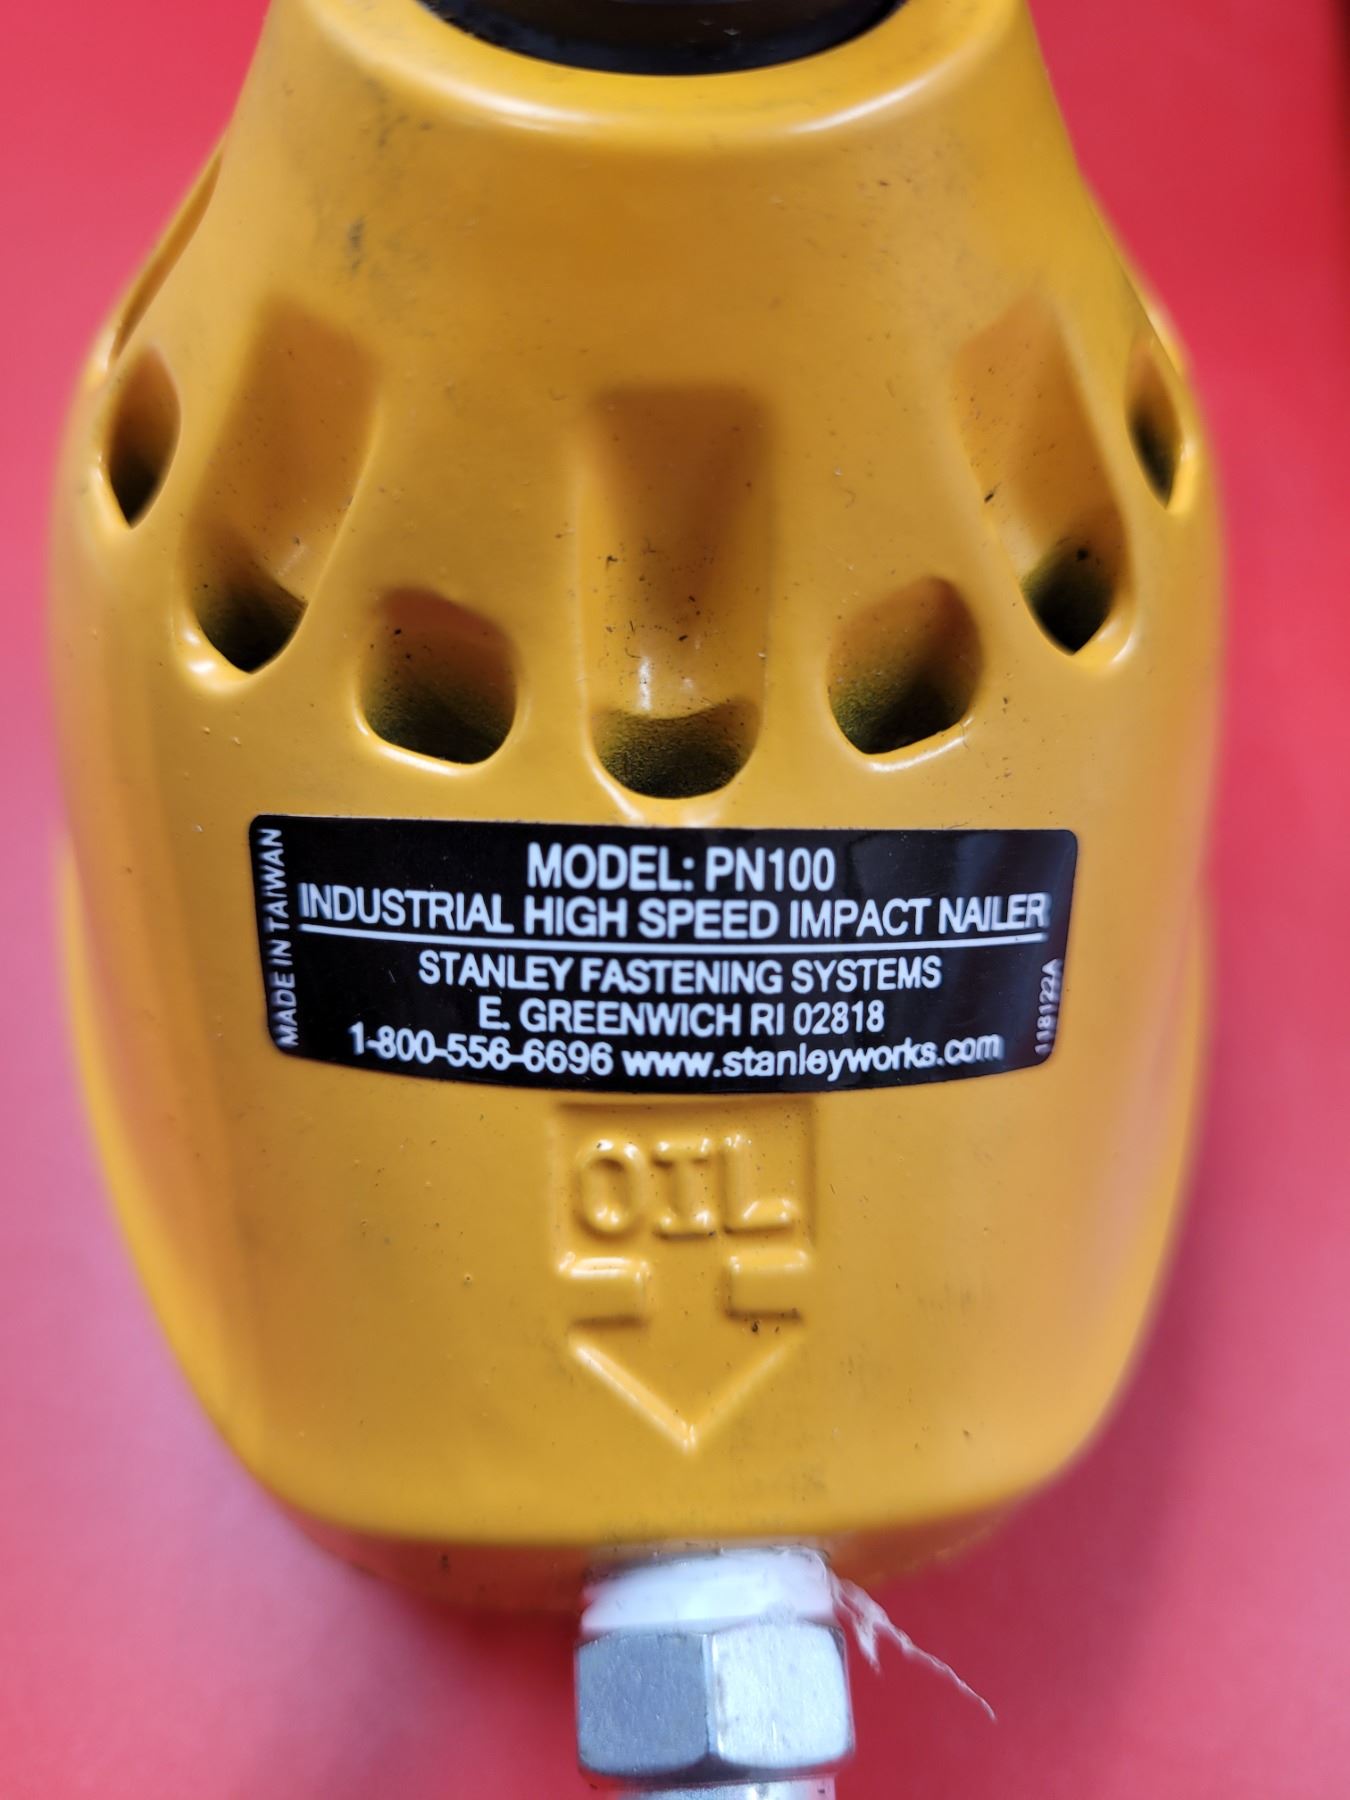 MODEL: PN100
INDUSTRIAL HIGH SPEED IMPACT NAILER
STANLEY FASTENING SYSTEMS
E. GREENWICH RI 02818
1-800-556-6696 www.stanleyworks.com
MADE IN TAIWAN
118122A
OIL